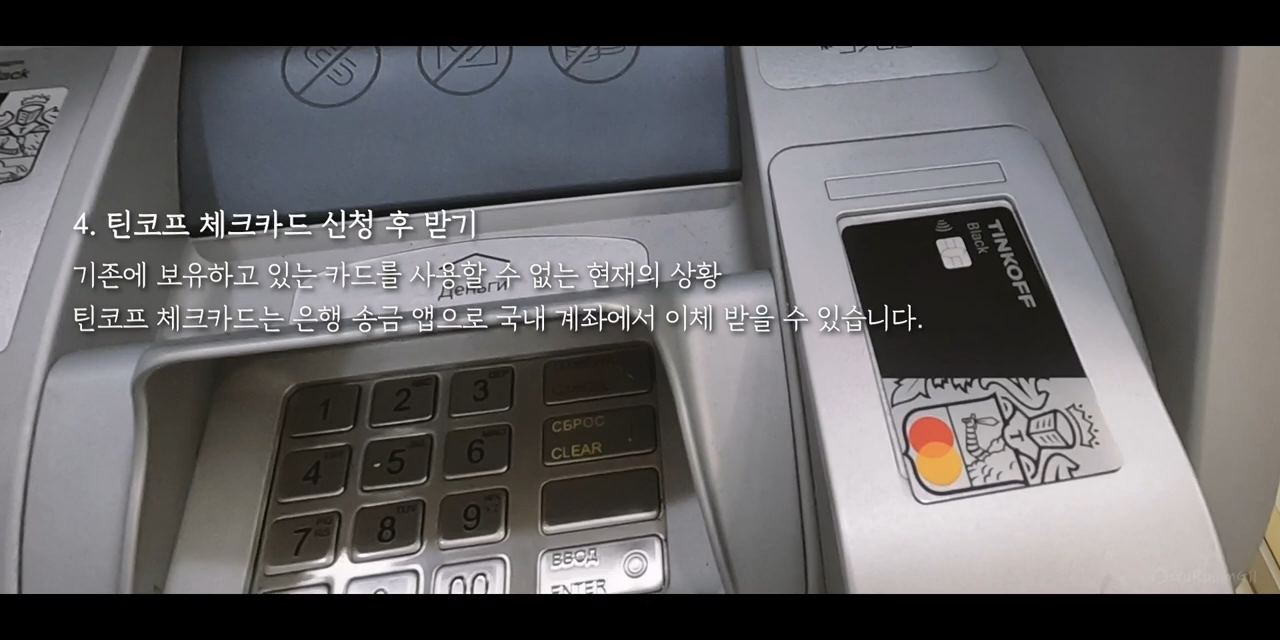 4. 틴코프 체크카드 신청 후 받기
기존에 보유하고 있는 카드를 사용할 수 없는 현재의 상황
틴코프 체크카드는 은행 송금 앱으로 국내 계좌에서 이체 받을 수 있습니다.
Деньги
TINKOFF
Black
1 2 3
СБРОС
CLEAR
4 5 6
7 8 9
00
ВВОД
ENTER